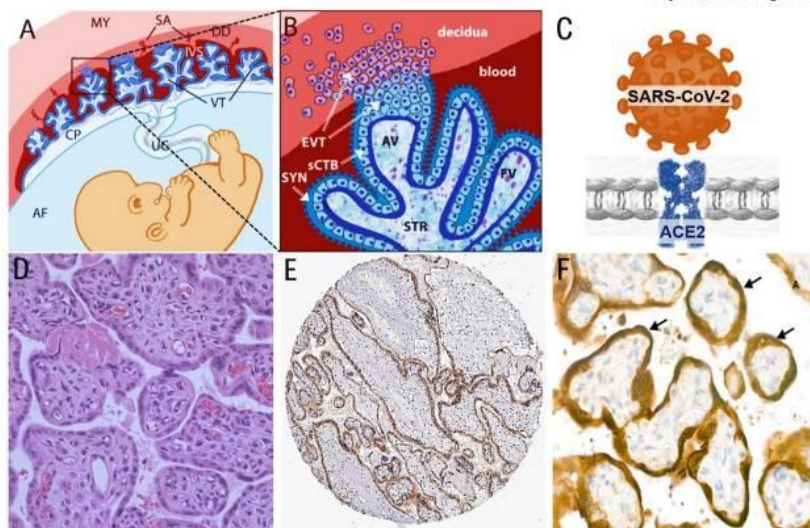 A
MY
SA
DD
IVS
VT
CP
UC
AF
B
decidua
blood
EVT
AV
sCTB
SYN
FV
STR
C
SARS-CoV-2
ACE2
D
E
F
A